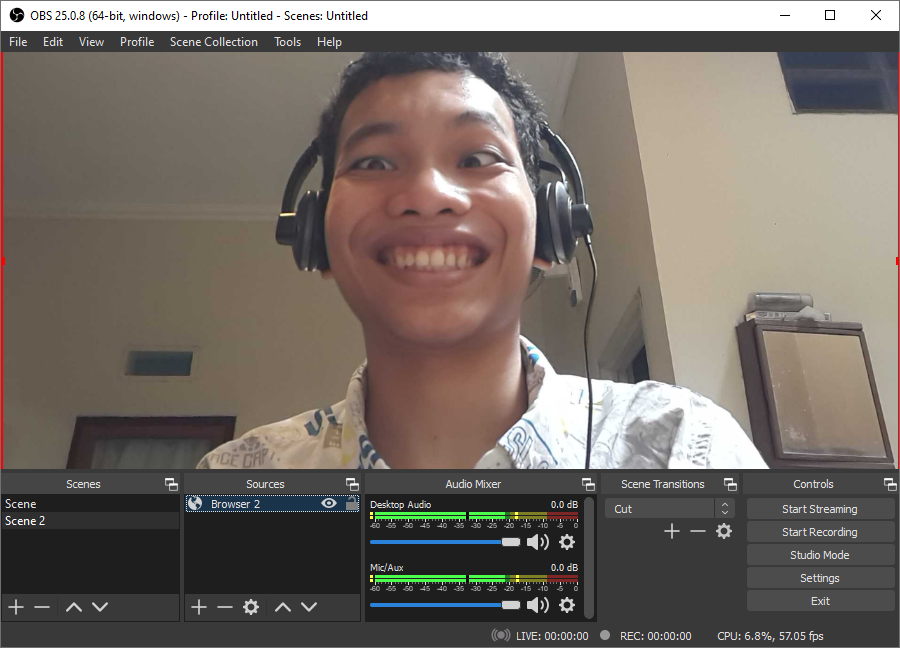 OBS 25.0.8 (64-bit, windows) - Profile: Untitled - Scenes: Untitled
File Edit View Profile Scene Collection Tools Help
Scenes
Scene
Scene 2
Sources
Browser 2
Audio Mixer
Desktop Audio 0.0 dB
-60 -55 -50 -45 -40 -35 -30 -25 -20 -15 -10 -5 0
Mic/Aux 0.0 dB
-60 -55 -50 -45 -40 -35 -30 -25 -20 -15 -10 -5 0
Scene Transitions
Cut
Controls
Start Streaming
Start Recording
Studio Mode
Settings
Exit
LIVE: 00:00:00 REC: 00:00:00 CPU: 6.8%, 57.05 fps